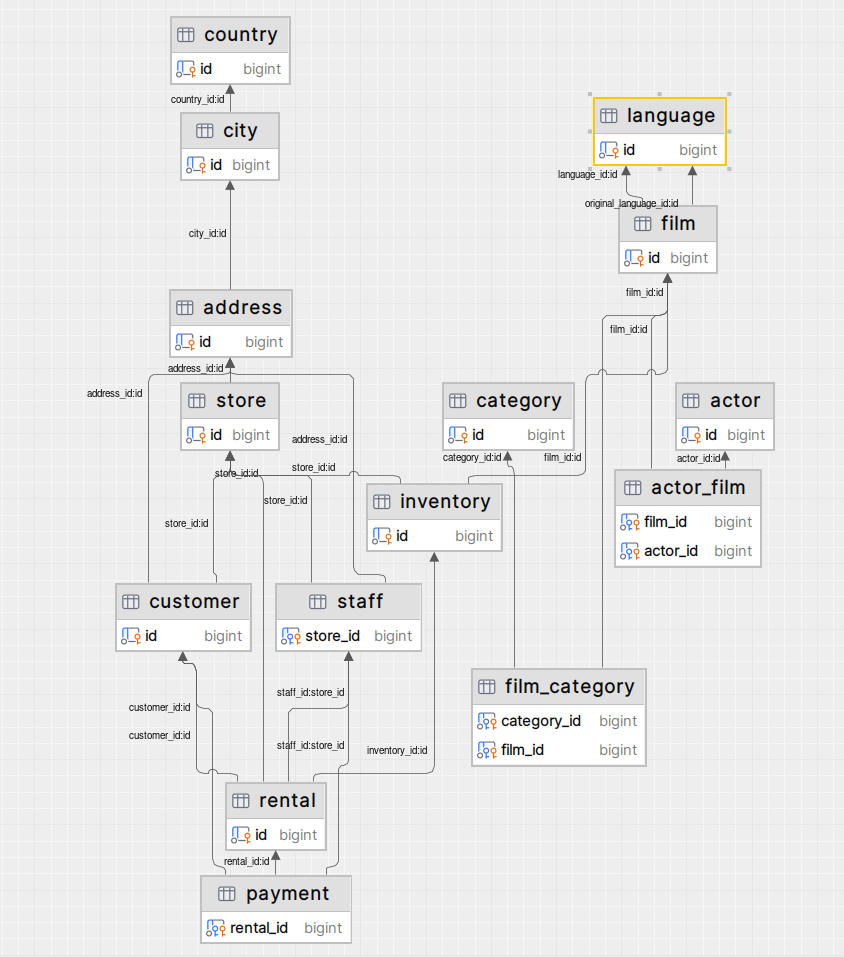 country
id bigint
country_id:id
city
id bigint
language
id bigint
language_id:id
original_language_id:id
film
id bigint
city_id:id
film_id:id
address
id bigint
film_id:id
address_id:id
address_id:id
store
id bigint
category
id bigint
actor
id bigint
address_id:id
category_id:id
film_id:id
actor_id:id
store_id:id
store_id:id
store_id:id
store_id:id
inventory
id bigint
actor_film
film_id bigint
actor_id bigint
customer
id bigint
staff
store_id bigint
film_category
category_id bigint
film_id bigint
staff_id:store_id
customer_id:id
customer_id:id
staff_id:store_id
inventory_id:id
rental
id bigint
rental_id:id
payment
rental_id bigint